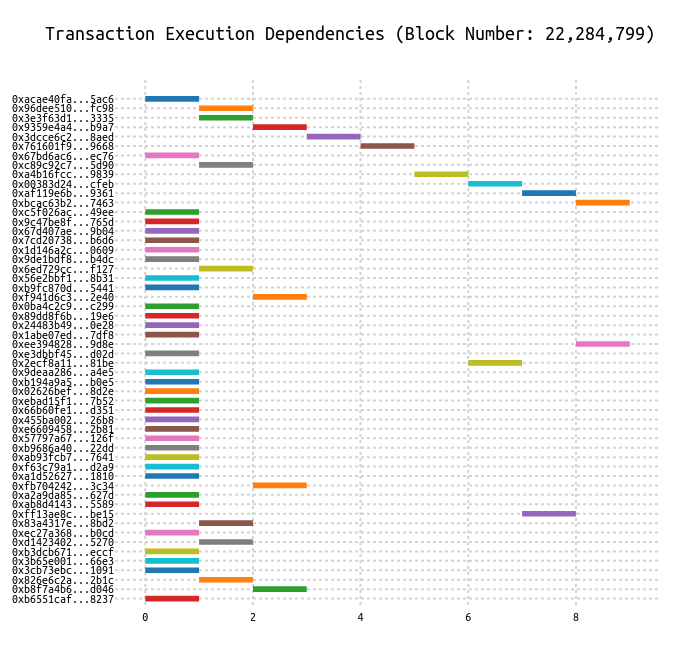 Transaction Execution Dependencies (Block Number: 22,284,799)
0xacae40fa...5ac6
0x96dee510...fc98
0x3e3f63d1...3335
0x9359e4a4...b9a7
0x3dcce6c2...8aed
0x761601f9...9668
0x67bd6ac6...ec76
0xc89c92c7...5d90
0xa4b16fcc...9839
0x00383d24...cfeb
0xaf119e6b...9361
0xbcac63b2...7463
0xc5f026ac...49ee
0x9c47be8f...765d
0x67d407ae...9b04
0x7cd20738...b6d6
0x1d146a2c...0609
0x9de1bdf8...b4dc
0x6ed729cc...f127
0x56e2bbf1...8b31
0xb9fc870d...5441
0xf941d6c3...2e40
0x0ba4c2c9...c299
0x89dd8f6b...19e6
0x24483b49...0e28
0x1abe07ed...7df8
0xee394828...9d8e
0xe3dbbf45...d02d
0x2ecf8a11...81be
0x9deaa286...a4e5
0xb194a9a5...b0e5
0x02626bef...8d2e
0xebad15f1...7b52
0x66b60fe1...d351
0x455ba002...26b8
0xe6609458...2b81
0x57797a67...126f
0xb9686a40...22dd
0xab93fcb7...7641
0xf63c79a1...d2a9
0xa1d52627...1810
0xfb704242...3c34
0xa2a9da85...627d
0xab8d4143...5589
0xff13ae8c...be15
0x83a4317e...8bd2
0xec27a368...b0cd
0xd1423402...5270
0xb3dcb671...eccf
0x3b65e001...66e3
0x3cb73ebc...1091
0x826e6c2a...2b1c
0xb8f7a4b6...d046
0xb6551caf...8237
0 2 4 6 8